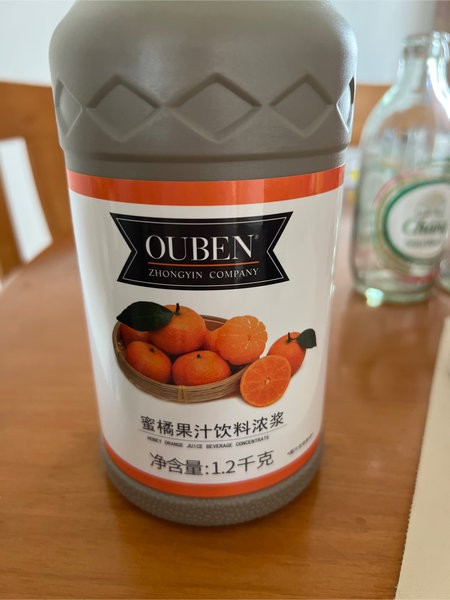 OUBEN®
ZHONGYIN COMPANY
蜜橘果汁饮料浓浆
HONEY ORANGE JUICE BEVERAGE CONCENTRATE
净含量:1.2千克
Chang